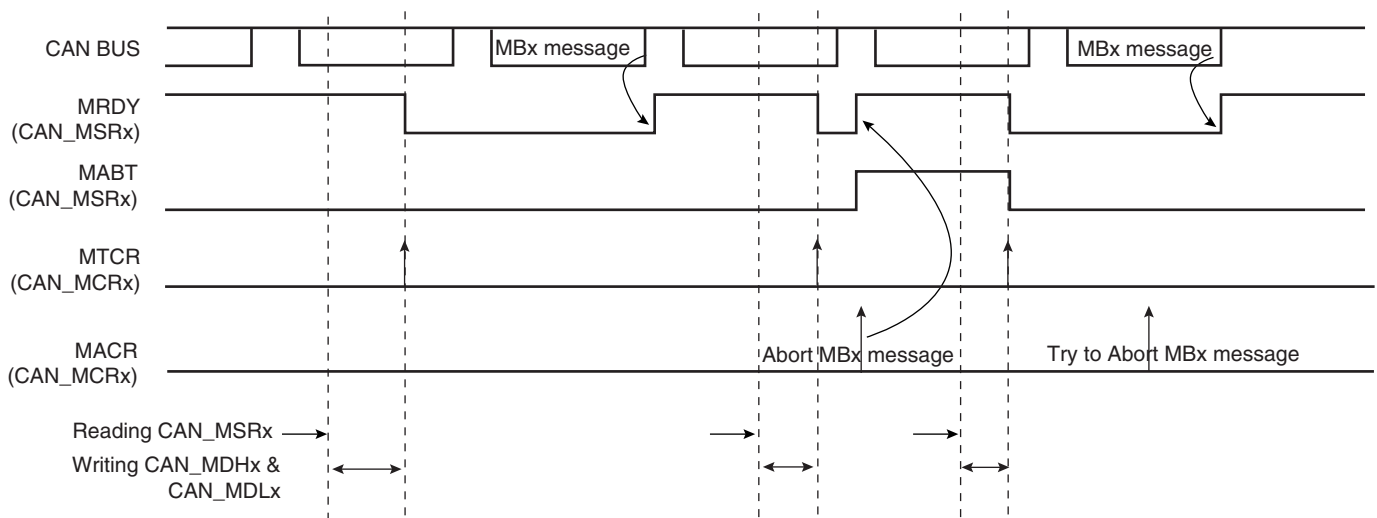 CAN BUS
MBx message
MBx message
MRDY
(CAN_MSRx)
MABT
(CAN_MSRx)
MTCR
(CAN_MCRx)
MACR
(CAN_MCRx)
Abort MBx message
Try to Abort MBx message
Reading CAN_MSRx
Writing CAN_MDHx &
CAN_MDLx